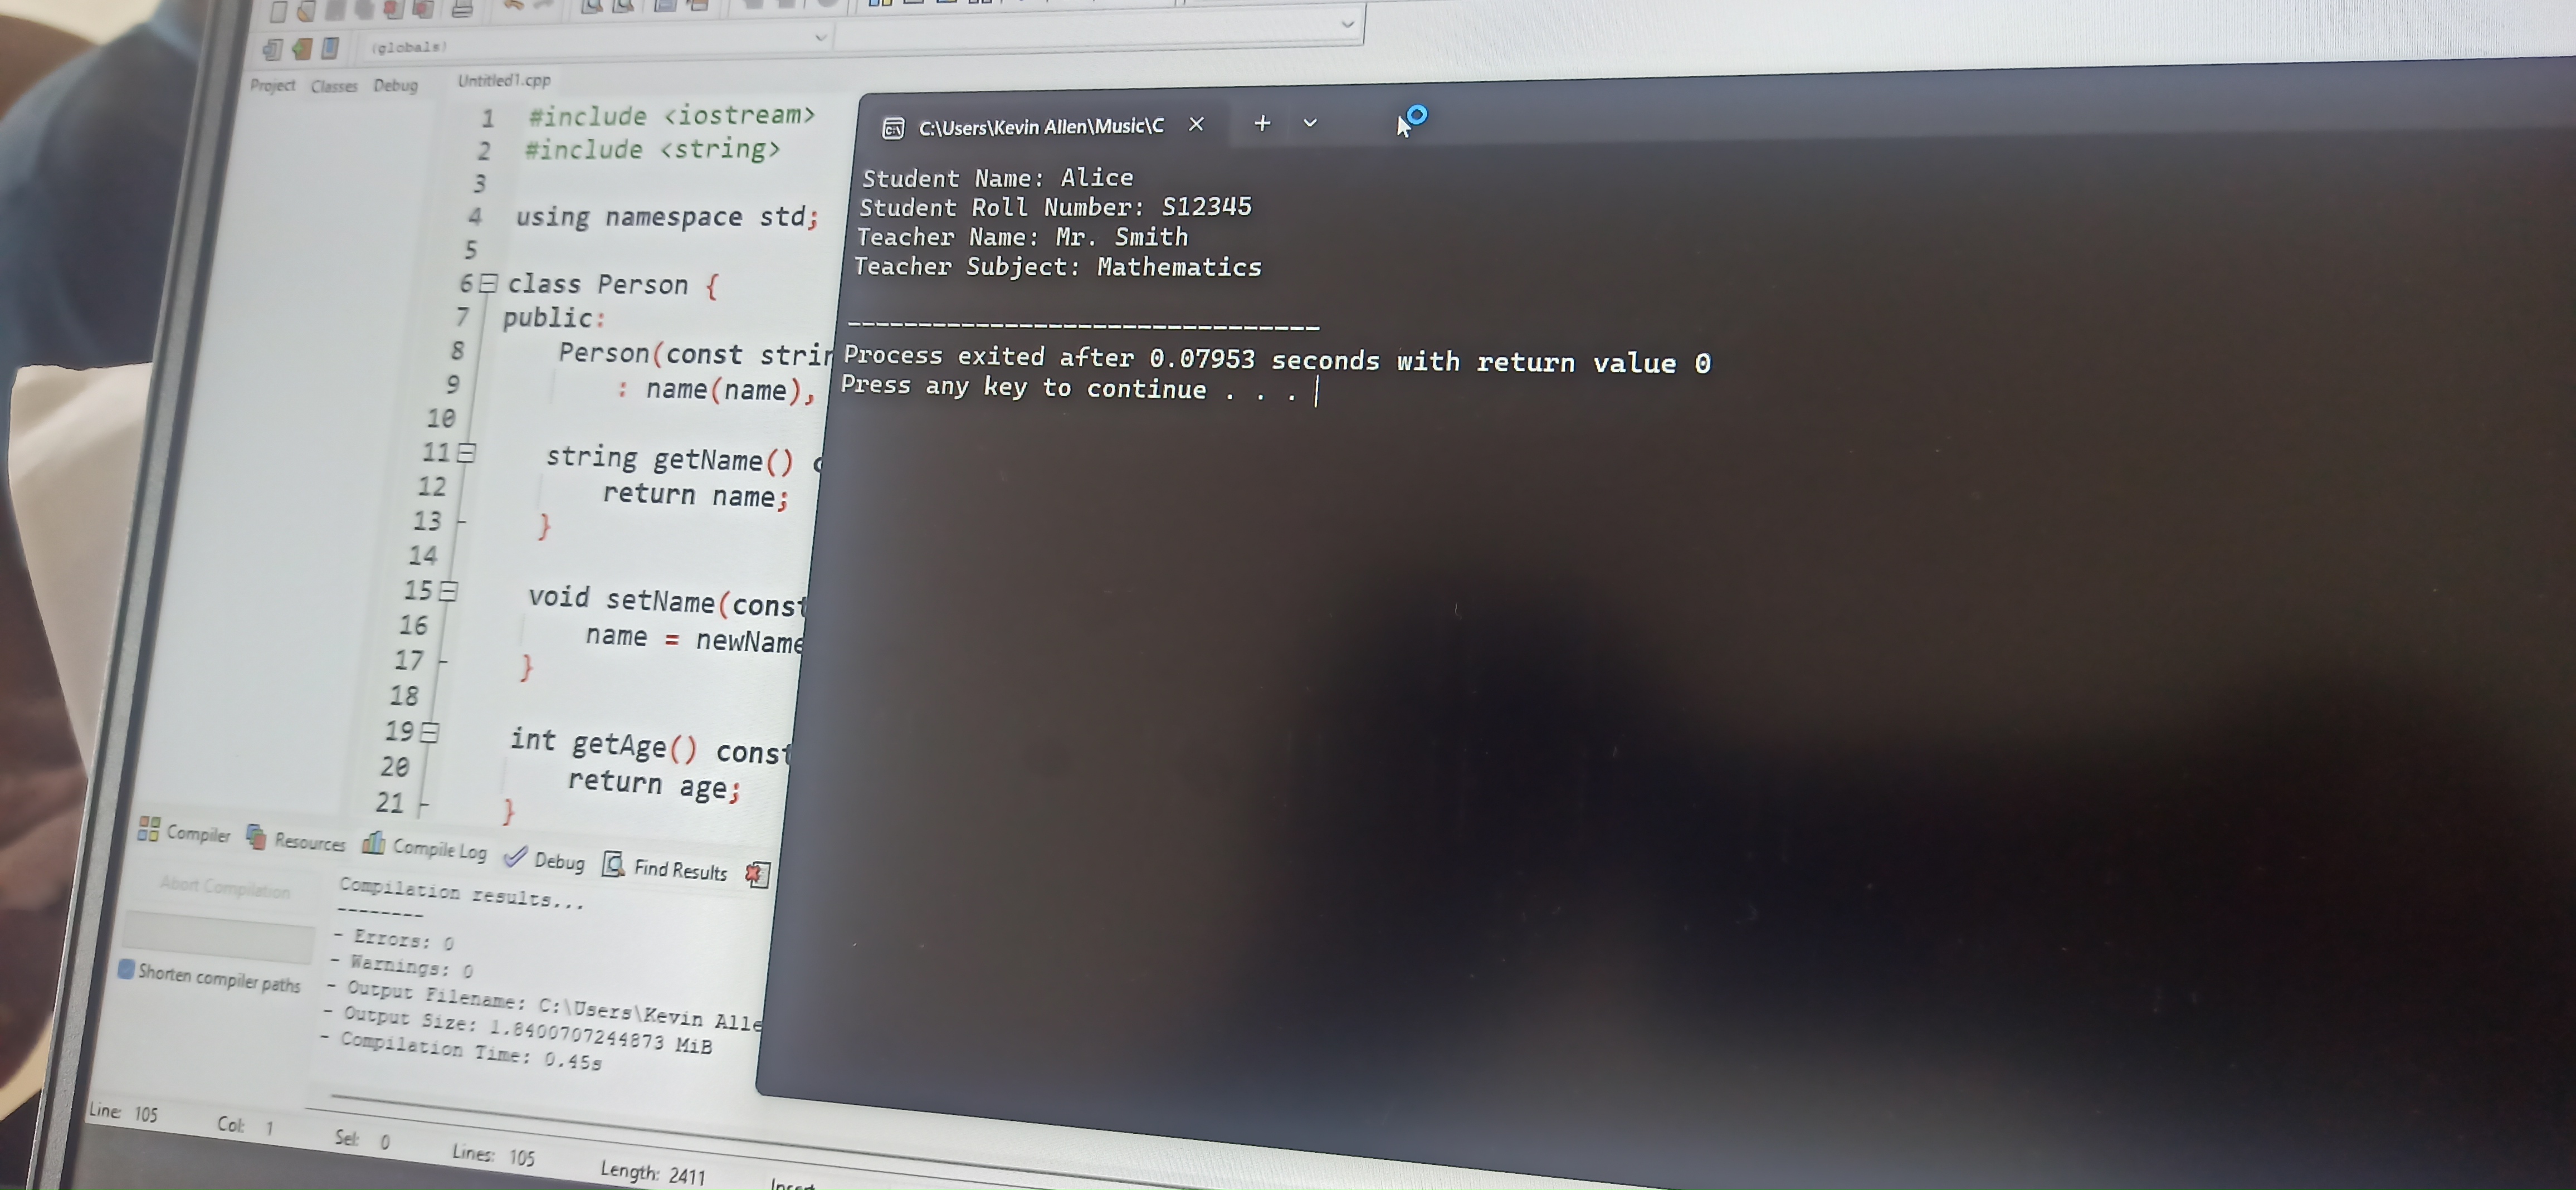 (globals)
Project Classes Debug
Untitled1.cpp
1 #include <iostream>
2 #include <string>
3
4 using namespace std;
5
6 class Person {
7 public:
8 Person(const strin
9 : name(name),
10
11 string getName() c
12 return name;
13 }
14
15 void setName(const
16 name = newName
17 }
18
19 int getAge() const
20 return age;
21 }
C:\Users\Kevin Allen\Music\C
Student Name: Alice
Student Roll Number: S12345
Teacher Name: Mr. Smith
Teacher Subject: Mathematics
--------------------------------
Process exited after 0.07953 seconds with return value 0
Press any key to continue . . .
Compiler Resources Compile Log Debug Find Results
Abort Compilation
Shorten compiler paths
Compilation results...
--------
- Errors: 0
- Warnings: 0
- Output Filename: C:\Users\Kevin Alle
- Output Size: 1.8400707244873 MiB
- Compilation Time: 0.45s
Line: 105 Col: 1 Sel: 0 Lines: 105 Length: 2411